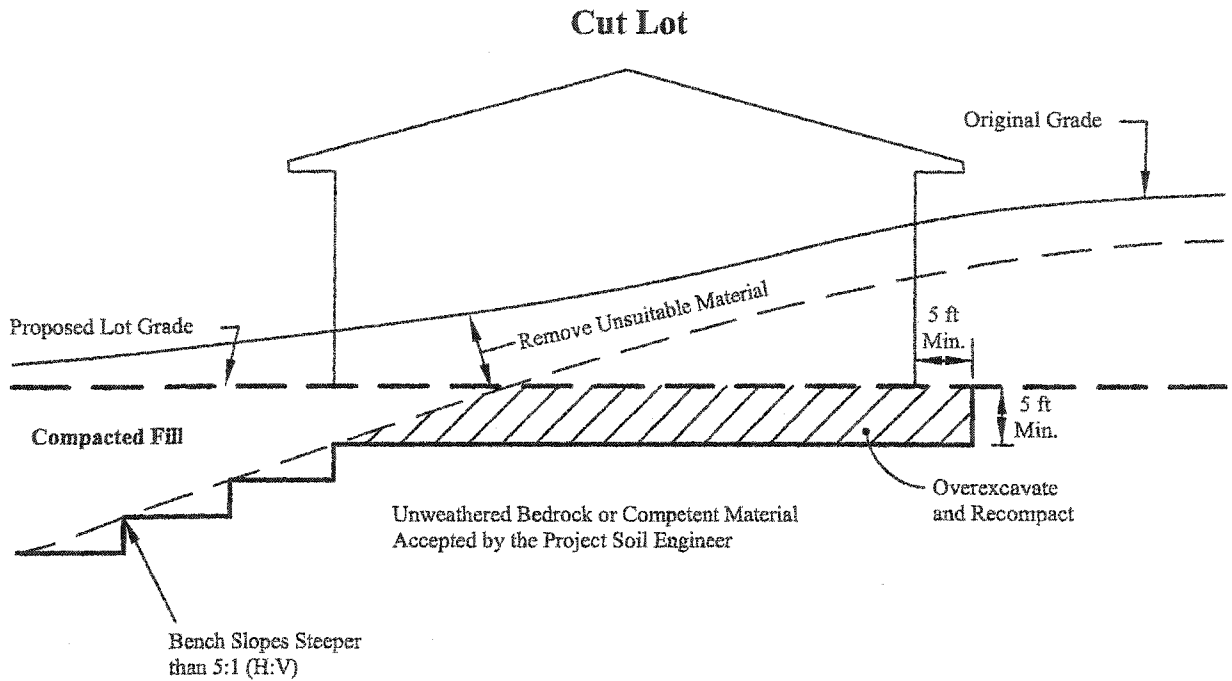 Cut Lot
Original Grade
Remove Unsuitable Material
Proposed Lot Grade
5 ft
Min.
5 ft
Min.
Compacted Fill
Overexcavate
and Recompact
Unweathered Bedrock or Competent Material
Accepted by the Project Soil Engineer
Bench Slopes Steeper
than 5:1 (H:V)